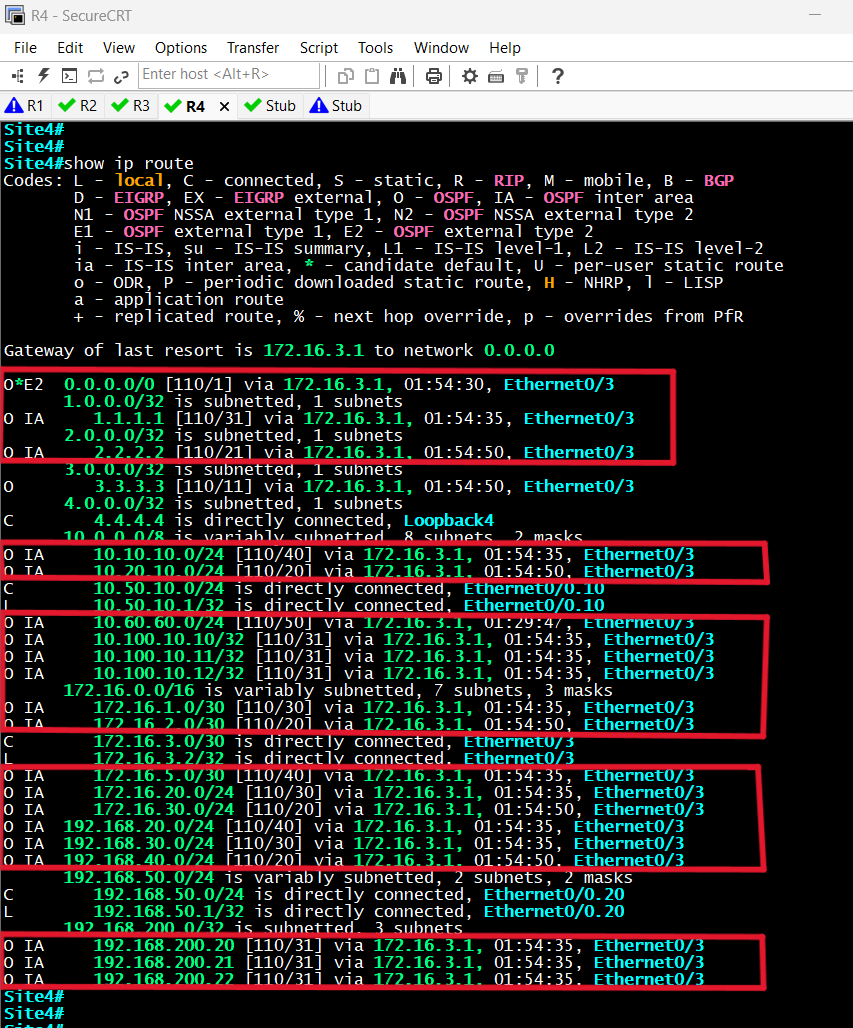 R4 - SecureCRT
File Edit View Options Transfer Script Tools Window Help
Enter host <Alt+R>
R1 R2 R3 R4 Stub Stub
Site4#
Site4#
Site4#show ip route
Codes: L - local, C - connected, S - static, R - RIP, M - mobile, B - BGP
D - EIGRP, EX - EIGRP external, O - OSPF, IA - OSPF inter area
N1 - OSPF NSSA external type 1, N2 - OSPF NSSA external type 2
E1 - OSPF external type 1, E2 - OSPF external type 2
i - IS-IS, su - IS-IS summary, L1 - IS-IS level-1, L2 - IS-IS level-2
ia - IS-IS inter area, * - candidate default, U - per-user static route
o - ODR, P - periodic downloaded static route, H - NHRP, l - LISP
a - application route
+ - replicated route, % - next hop override, p - overrides from PfR
Gateway of last resort is 172.16.3.1 to network 0.0.0.0
O*E2 0.0.0.0/0 [110/1] via 172.16.3.1, 01:54:30, Ethernet0/3
1.0.0.0/32 is subnetted, 1 subnets
O IA 1.1.1.1 [110/31] via 172.16.3.1, 01:54:35, Ethernet0/3
2.0.0.0/32 is subnetted, 1 subnets
O IA 2.2.2.2 [110/21] via 172.16.3.1, 01:54:50, Ethernet0/3
3.0.0.0/32 is subnetted, 1 subnets
O 3.3.3.3 [110/11] via 172.16.3.1, 01:54:50, Ethernet0/3
4.0.0.0/32 is subnetted, 1 subnets
C 4.4.4.4 is directly connected, Loopback4
10.0.0.0/8 is variably subnetted, 8 subnets, 2 masks
O IA 10.10.10.0/24 [110/40] via 172.16.3.1, 01:54:35, Ethernet0/3
O IA 10.20.10.0/24 [110/20] via 172.16.3.1, 01:54:50, Ethernet0/3
C 10.50.10.0/24 is directly connected, Ethernet0/0.10
L 10.50.10.1/32 is directly connected, Ethernet0/0.10
O IA 10.60.60.0/24 [110/50] via 172.16.3.1, 01:29:47, Ethernet0/3
O IA 10.100.10.10/32 [110/31] via 172.16.3.1, 01:54:35, Ethernet0/3
O IA 10.100.10.11/32 [110/31] via 172.16.3.1, 01:54:35, Ethernet0/3
O IA 10.100.10.12/32 [110/31] via 172.16.3.1, 01:54:35, Ethernet0/3
172.16.0.0/16 is variably subnetted, 7 subnets, 3 masks
O IA 172.16.1.0/30 [110/30] via 172.16.3.1, 01:54:35, Ethernet0/3
O IA 172.16.2.0/30 [110/20] via 172.16.3.1, 01:54:50, Ethernet0/3
C 172.16.3.0/30 is directly connected, Ethernet0/3
L 172.16.3.2/32 is directly connected, Ethernet0/3
O IA 172.16.5.0/30 [110/40] via 172.16.3.1, 01:54:35, Ethernet0/3
O IA 172.16.20.0/24 [110/30] via 172.16.3.1, 01:54:35, Ethernet0/3
O IA 172.16.30.0/24 [110/20] via 172.16.3.1, 01:54:50, Ethernet0/3
O IA 192.168.20.0/24 [110/40] via 172.16.3.1, 01:54:35, Ethernet0/3
O IA 192.168.30.0/24 [110/30] via 172.16.3.1, 01:54:35, Ethernet0/3
O IA 192.168.40.0/24 [110/20] via 172.16.3.1, 01:54:50, Ethernet0/3
192.168.50.0/24 is variably subnetted, 2 subnets, 2 masks
C 192.168.50.0/24 is directly connected, Ethernet0/0.20
L 192.168.50.1/32 is directly connected, Ethernet0/0.20
192.168.200.0/32 is subnetted, 3 subnets
O IA 192.168.200.20 [110/31] via 172.16.3.1, 01:54:35, Ethernet0/3
O IA 192.168.200.21 [110/31] via 172.16.3.1, 01:54:35, Ethernet0/3
O IA 192.168.200.22 [110/31] via 172.16.3.1, 01:54:35, Ethernet0/3
Site4#
Site4#
Site4#